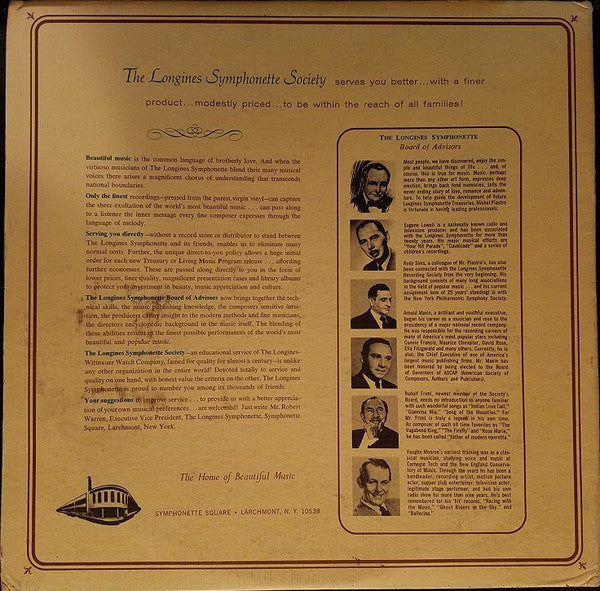 The Longines Symphonette Society serves you better...with a finer
product...modestly priced...to be within the reach of all families!
Beautiful music is the common language of brotherly love. And when the
virtuoso musicians of The Longines Symphonette blend their many musical
voices there arises a magnificent chorus of understanding that transcends
national boundaries.
Only the finest recordings—pressed from the purest virgin vinyl—can capture
the sheer exultation of the world's most beautiful music . . . can pass along
to a listener the inner message every fine composer expresses through the
language of melody.
Serving you directly—without a record store or distributor to stand between
The Longines Symphonette and its friends, enables us to eliminate many
normal costs. Further, the unique direct-to-you policy allows a huge initial
order for each new Treasury or Living Music Program release . . . affording
further economies. These are passed along directly to you in the form of
lower prices, finer quality, magnificent presentation cases and library albums
to protect your investment in beauty, music appreciation and culture.
The Longines Symphonette Board of Advisors now brings together the tech-
nical skills, the music publishing knowledge, the composers sensitive intui-
tion, the producers canny insight to the modern methods and fine musicians,
the directors encyclopedic background in the music itself. The blending of
these abilities results in the finest possible performances of the world's most
beautiful and popular music.
The Longines Symphonette Society—an educational service of The Longines-
Wittnauer Watch Company, famed for quality for almost a century—is unlike
any other organization in the entire world! Devoted totally to service and
quality on one hand, with honest value the criteria on the other, The Longines
Symphonette is proud to number you among its thousands of friends.
Your suggestions to improve service . . . to provide us with a better apprecia-
tion of your own musical preferences . . . are welcomed! Just write Mr. Robert
Warren, Executive Vice President, The Longines Symphonette, Symphonette
Square, Larchmont, New York.
The Home of Beautiful Music
SYMPHONETTE SQUARE • LARCHMONT, N. Y. 10538
THE LONGINES SYMPHONETTE
Board of Advisors
Most people, we have discovered, enjoy the sim-
ple and beautiful things of life . . . and, of
course, this is true for music. Music, perhaps
more than any other art form, expresses deep
emotion, brings back fond memories, tells the
never ending story of love, romance and adven-
ture. To help guide the development of future
Longines Symphonette Treasuries, Mishel Piastro
is fortunate in having leading professionals.
Eugene Lowell is a nationally known radio and
television producer and has been associated
with the Longines Symphonette for more
than twenty years. His major musical efforts are
"Your Hit Parade", "Cavalcade" and a series of
children's recordings.
Rudy Sims, a colleague of Mr. Piastro's, has also
been connected with the Longines Symphonette
Recording Society from the very beginning. His
background consists of many long associations
in the field of popular music . . . and his current
assignment (one of 25 years' standing) is with
the New York Philharmonic Symphony Society.
Arnold Maxin, a brilliant and youthful executive,
began his career as a musician and rose to the
presidency of a major national record company.
He was responsible for the recording careers of
many of America's most popular stars including
Connie Francis, Maurice Chevalier, David Rose,
Ella Fitzgerald and many others. Currently, he is
also, the Chief Executive of one of America's
largest music publishing firms. Mr. Maxin has
been honored by being elected to the Board
of Governors of ASCAP (American Society of
Composers, Authors and Publishers).
Rudolf Friml, newest member of the Society's
Board, needs no introduction to anyone familiar
with such wonderful songs as "Indian Love Call,"
"Giannina Mia," "Song of the Mounties." For
Mr. Friml is truly a legend in his own time.
As composer of such all time favorites as "The
Vagabond King," "The Firefly" and "Rose Marie,"
he has been called "father of modern operetta."
Vaughn Monroe's earliest training was as a clas-
sical musician, studying voice and music at
Carnegie Tech and the New England Conserva-
tory of Music. Through the years he has been a
bandleader, recording artist, motion picture
actor, supper club entertainer, television actor,
legitimate stage performer, and had his own
radio show for more than nine years. He's best
remembered for his 'hit' records, "Racing with
the Moon," "Ghost Riders in the Sky," and
"Ballerina."